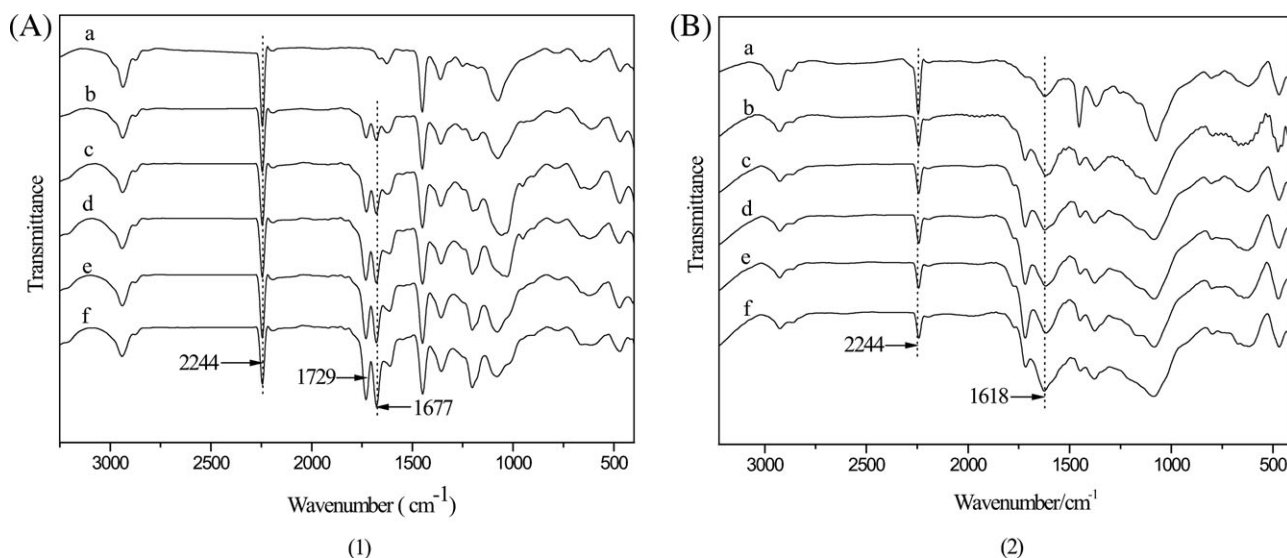 (A)
a
b
c
d
e
f
2244
1729
1677
Transmittance
3000 2500 2000 1500 1000 500
Wavenumber ( cm-1)
(1)
(B)
a
b
c
d
e
f
2244
1618
Transmittance
3000 2500 2000 1500 1000 500
Wavenumber/cm-1
(2)